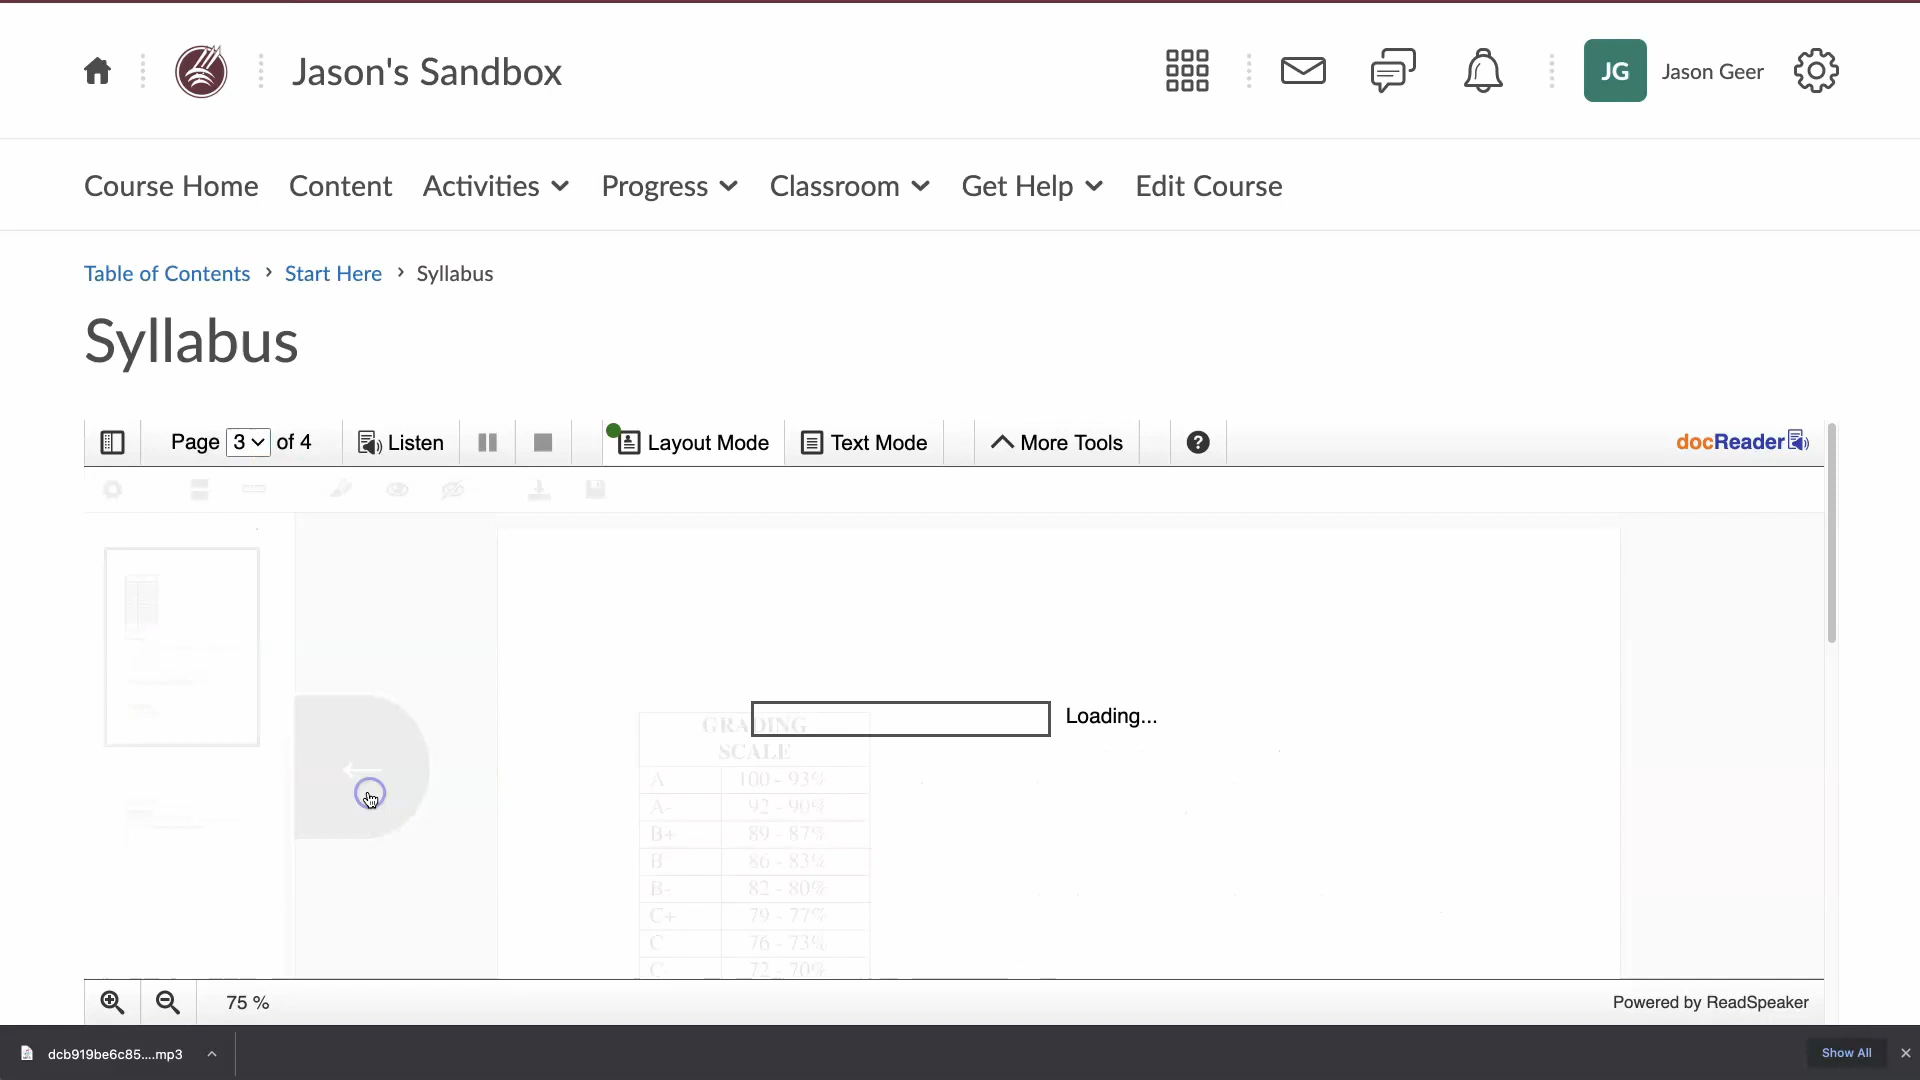 Jason's Sandbox
JG
Jason Geer
Course Home
Content
Activities
Progress
Classroom
Get Help
Edit Course
Table of Contents › Start Here › Syllabus
Syllabus
Page 3 of 4
Listen
Layout Mode
Text Mode
More Tools
?
docReader
Loading...
GRADING
SCALE
A 100 - 93%
A- 92 - 90%
B+ 89 - 87%
B 86 - 83%
B- 82 - 80%
C+ 79 - 77%
C 76 - 73%
C- 72 - 70%
75 %
Powered by ReadSpeaker
dcb919be6c85....mp3
Show All